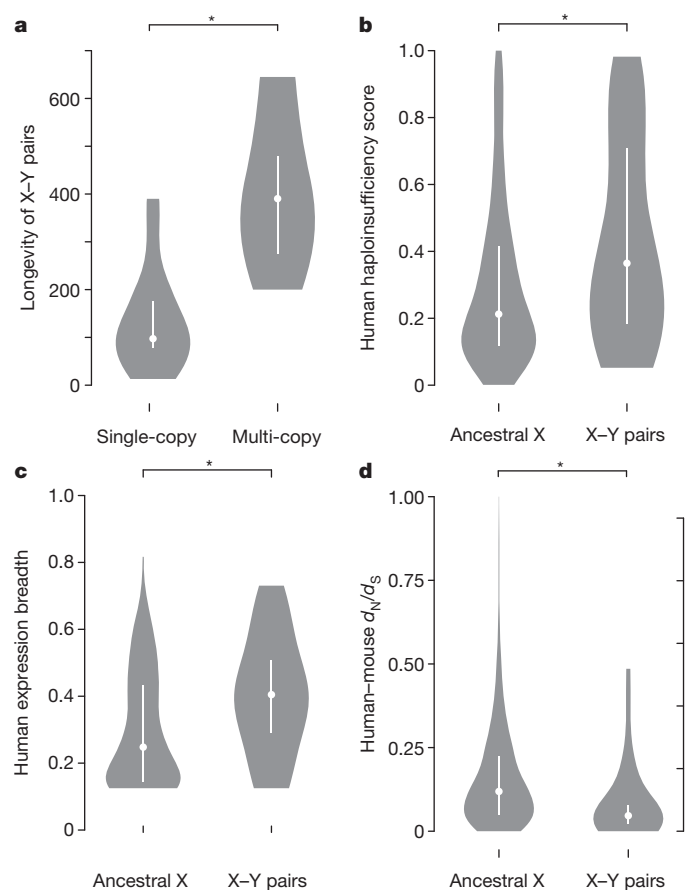 a
*
Longevity of X–Y pairs
600
400
200
0
Single-copy
Multi-copy
b
*
Human haploinsufficiency score
1.0
0.8
0.6
0.4
0.2
0
Ancestral X
X–Y pairs
c
*
Human expression breadth
1.0
0.8
0.6
0.4
0.2
0
Ancestral X
X–Y pairs
d
*
Human–mouse dN/dS
1.00
0.75
0.50
0.25
0
Ancestral X
X–Y pairs